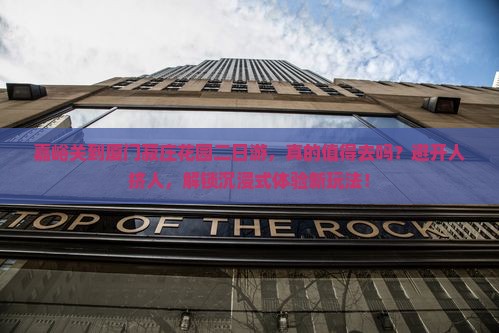 嘉峪关到厦门菽庄花园二日游，真的值得去吗？避开人
挤人，解锁沉浸式体验新玩法！
TOP OF THE ROCK